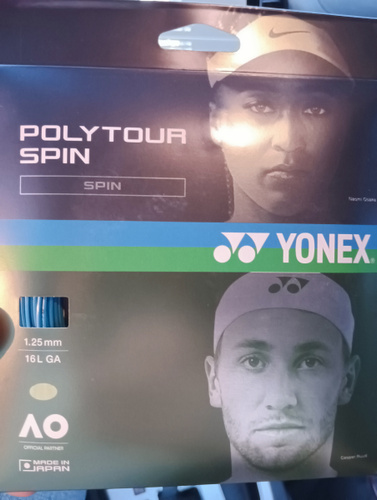 POLYTOUR
SPIN
SPIN
YONEX®
1.25mm
16L GA
AO
OFFICIAL PARTNER
MADE IN
JAPAN